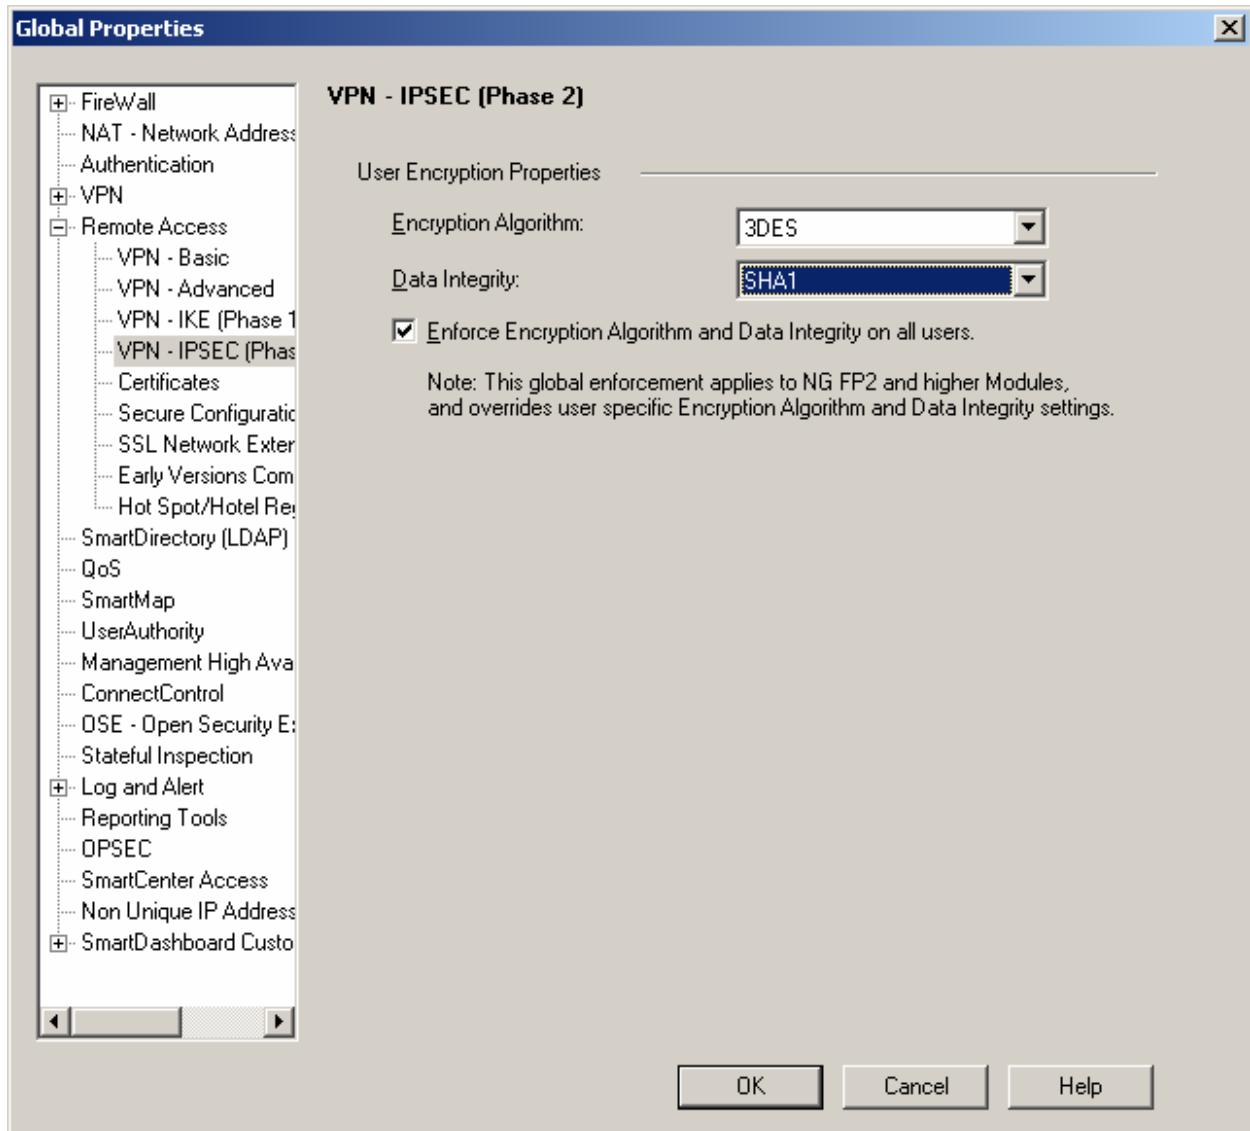 Global Properties
FireWall
NAT - Network Address
Authentication
VPN
Remote Access
VPN - Basic
VPN - Advanced
VPN - IKE (Phase 1
VPN - IPSEC (Phas
Certificates
Secure Configuratio
SSL Network Exter
Early Versions Com
Hot Spot/Hotel Reg
SmartDirectory (LDAP)
QoS
SmartMap
UserAuthority
Management High Ava
ConnectControl
OSE - Open Security E
Stateful Inspection
Log and Alert
Reporting Tools
OPSEC
SmartCenter Access
Non Unique IP Address
SmartDashboard Custo
VPN - IPSEC (Phase 2)
User Encryption Properties
Encryption Algorithm:
3DES
Data Integrity:
SHA1
Enforce Encryption Algorithm and Data Integrity on all users.
Note: This global enforcement applies to NG FP2 and higher Modules,
and overrides user specific Encryption Algorithm and Data Integrity settings.
OK
Cancel
Help